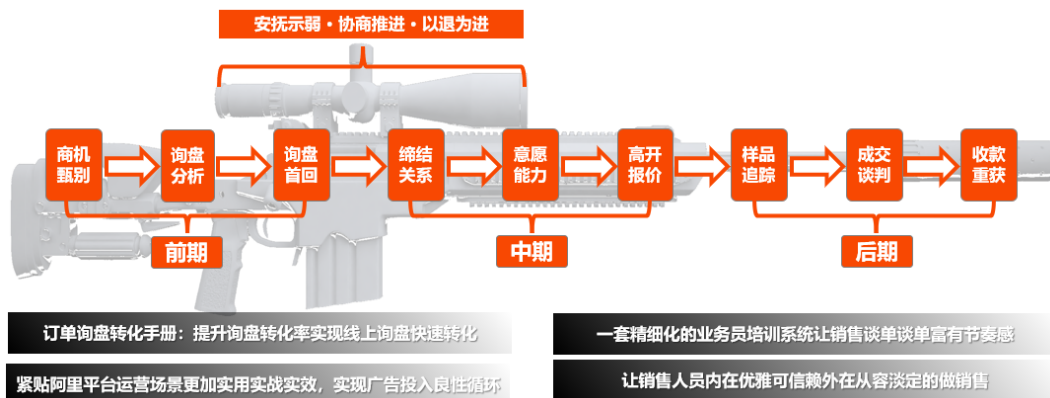 安抚示弱·协商推进·以退为进
商机
甄别
询盘
分析
询盘
首回
缔结
关系
意愿
能力
高开
报价
样品
追踪
成交
谈判
收款
重获
前期
中期
后期
订单询盘转化手册：提升询盘转化率实现线上询盘快速转化
一套精细化的业务员培训系统让销售谈单谈单富有节奏感
紧贴阿里平台运营场景更加实用实战实效，实现广告投入良性循环
让销售人员内在优雅可信赖外在从容淡定的做销售